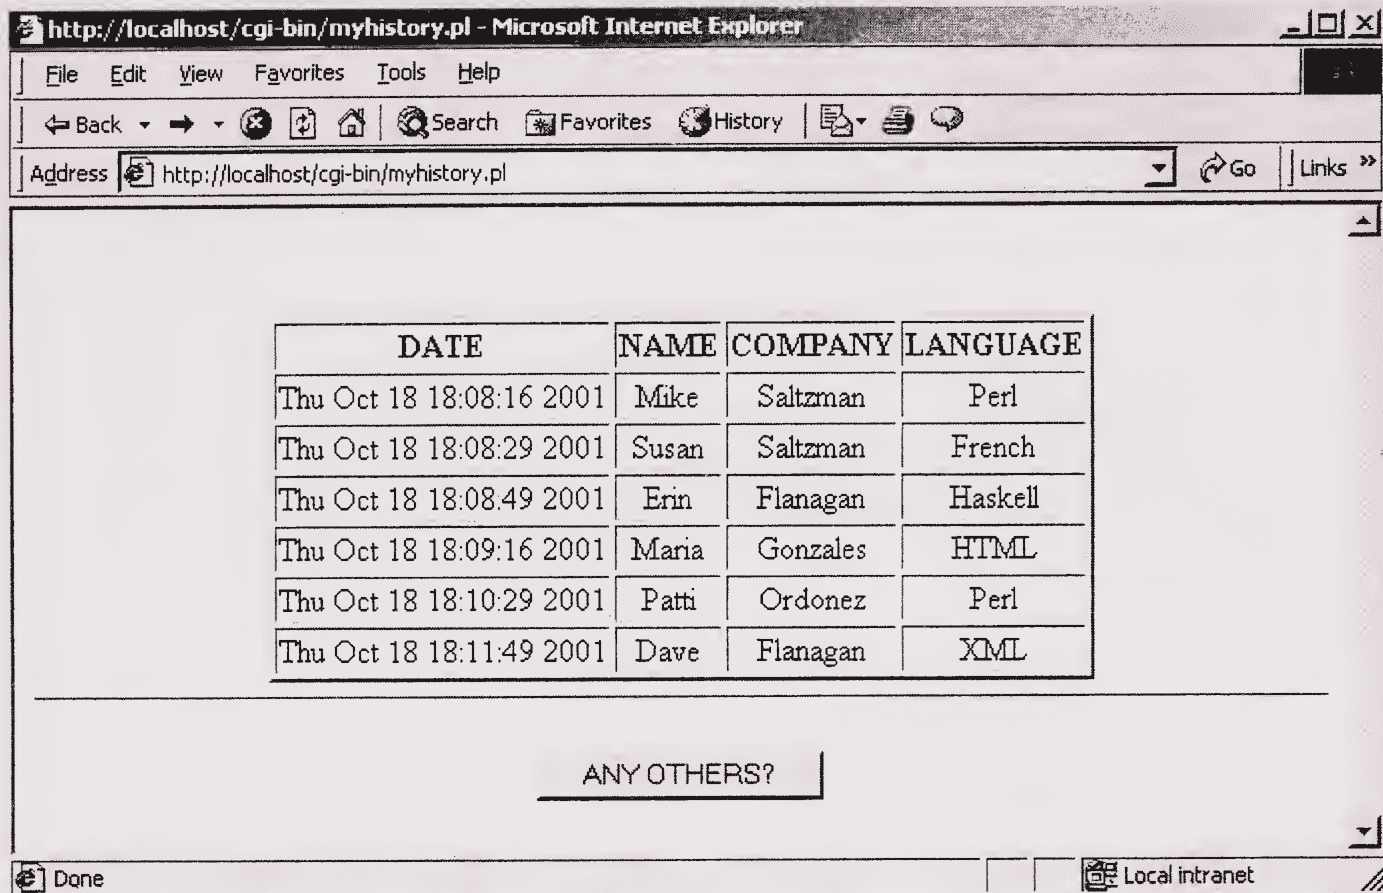 http://localhost/cgi-bin/myhistory.pl - Microsoft Internet Explorer
File Edit View Favorites Tools Help
Back Search Favorites History
Address http://localhost/cgi-bin/myhistory.pl Go Links »
DATE NAME COMPANY LANGUAGE
Thu Oct 18 18:08:16 2001 Mike Saltzman Perl
Thu Oct 18 18:08:29 2001 Susan Saltzman French
Thu Oct 18 18:08:49 2001 Erin Flanagan Haskell
Thu Oct 18 18:09:16 2001 Maria Gonzales HTML
Thu Oct 18 18:10:29 2001 Patti Ordonez Perl
Thu Oct 18 18:11:49 2001 Dave Flanagan XML
ANY OTHERS?
Done Local intranet